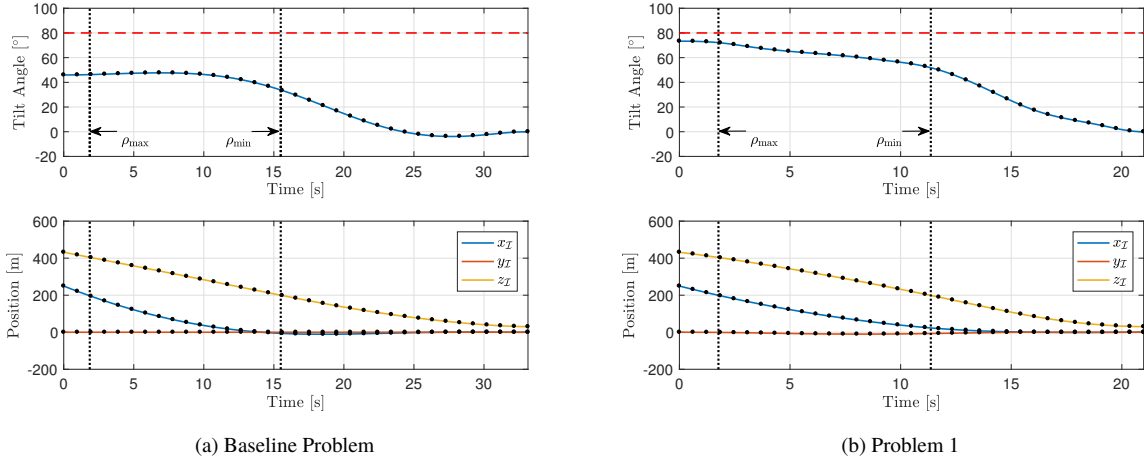 100
80
60
40
20
0
-20
Tilt Angle [°]
ρmax
ρmin
0 5 10 15 20 25 30
Time [s]
600
400
200
0
-200
Position [m]
xI
yI
zI
0 5 10 15 20 25 30
Time [s]
(a) Baseline Problem
100
80
60
40
20
0
-20
Tilt Angle [°]
ρmax
ρmin
0 5 10 15 20
Time [s]
600
400
200
0
-200
Position [m]
xI
yI
zI
0 5 10 15 20
Time [s]
(b) Problem 1